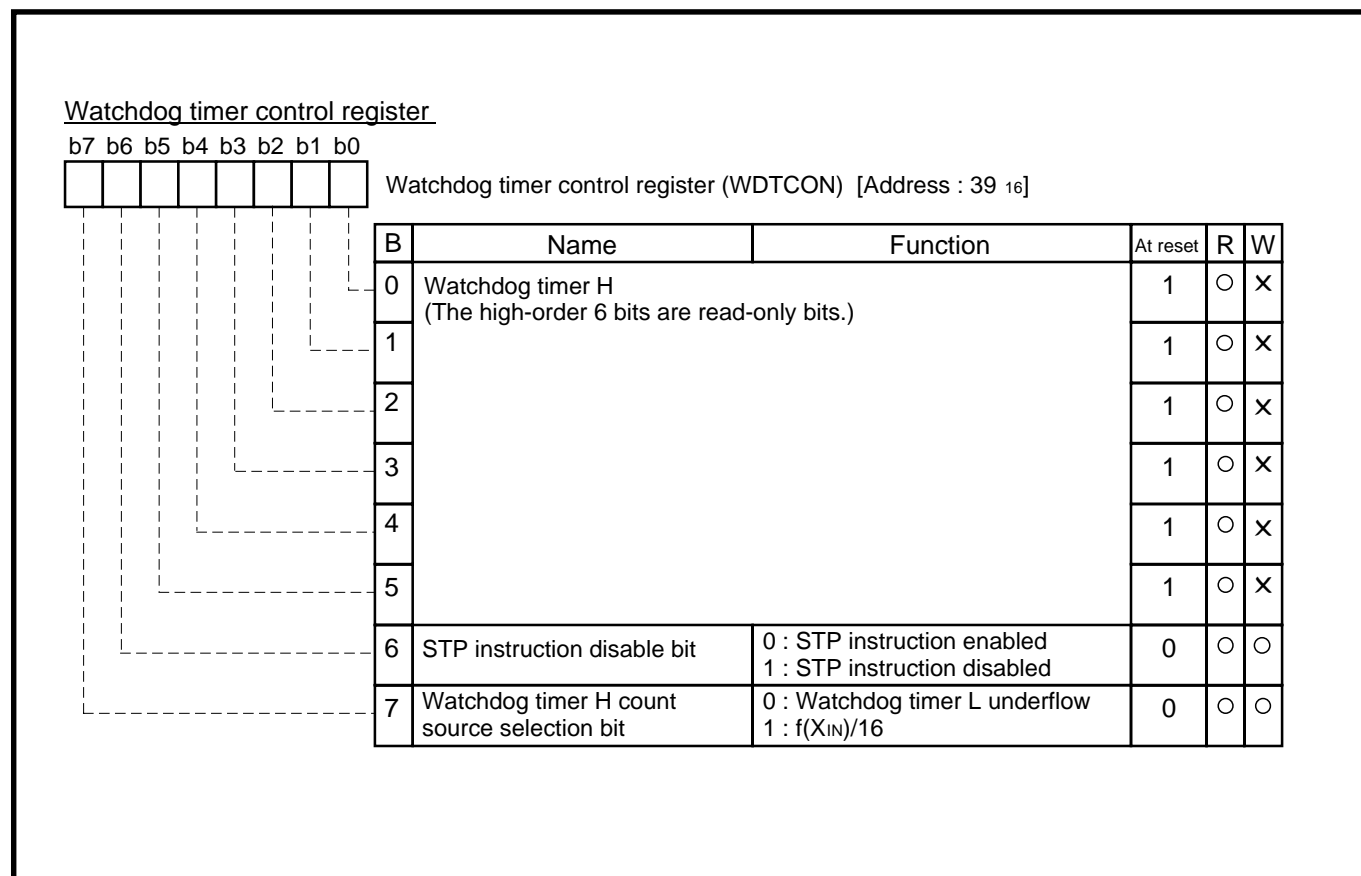 Watchdog timer control register
b7 b6 b5 b4 b3 b2 b1 b0
Watchdog timer control register (WDTCON) [Address : 39 16]
B Name Function At reset R W
0 Watchdog timer H 1 ○ ×
(The high-order 6 bits are read-only bits.)
1 1 ○ ×
2 1 ○ ×
3 1 ○ ×
4 1 ○ ×
5 1 ○ ×
6 STP instruction disable bit 0 : STP instruction enabled 0 ○ ○
1 : STP instruction disabled
7 Watchdog timer H count 0 : Watchdog timer L underflow 0 ○ ○
source selection bit 1 : f(XIN)/16